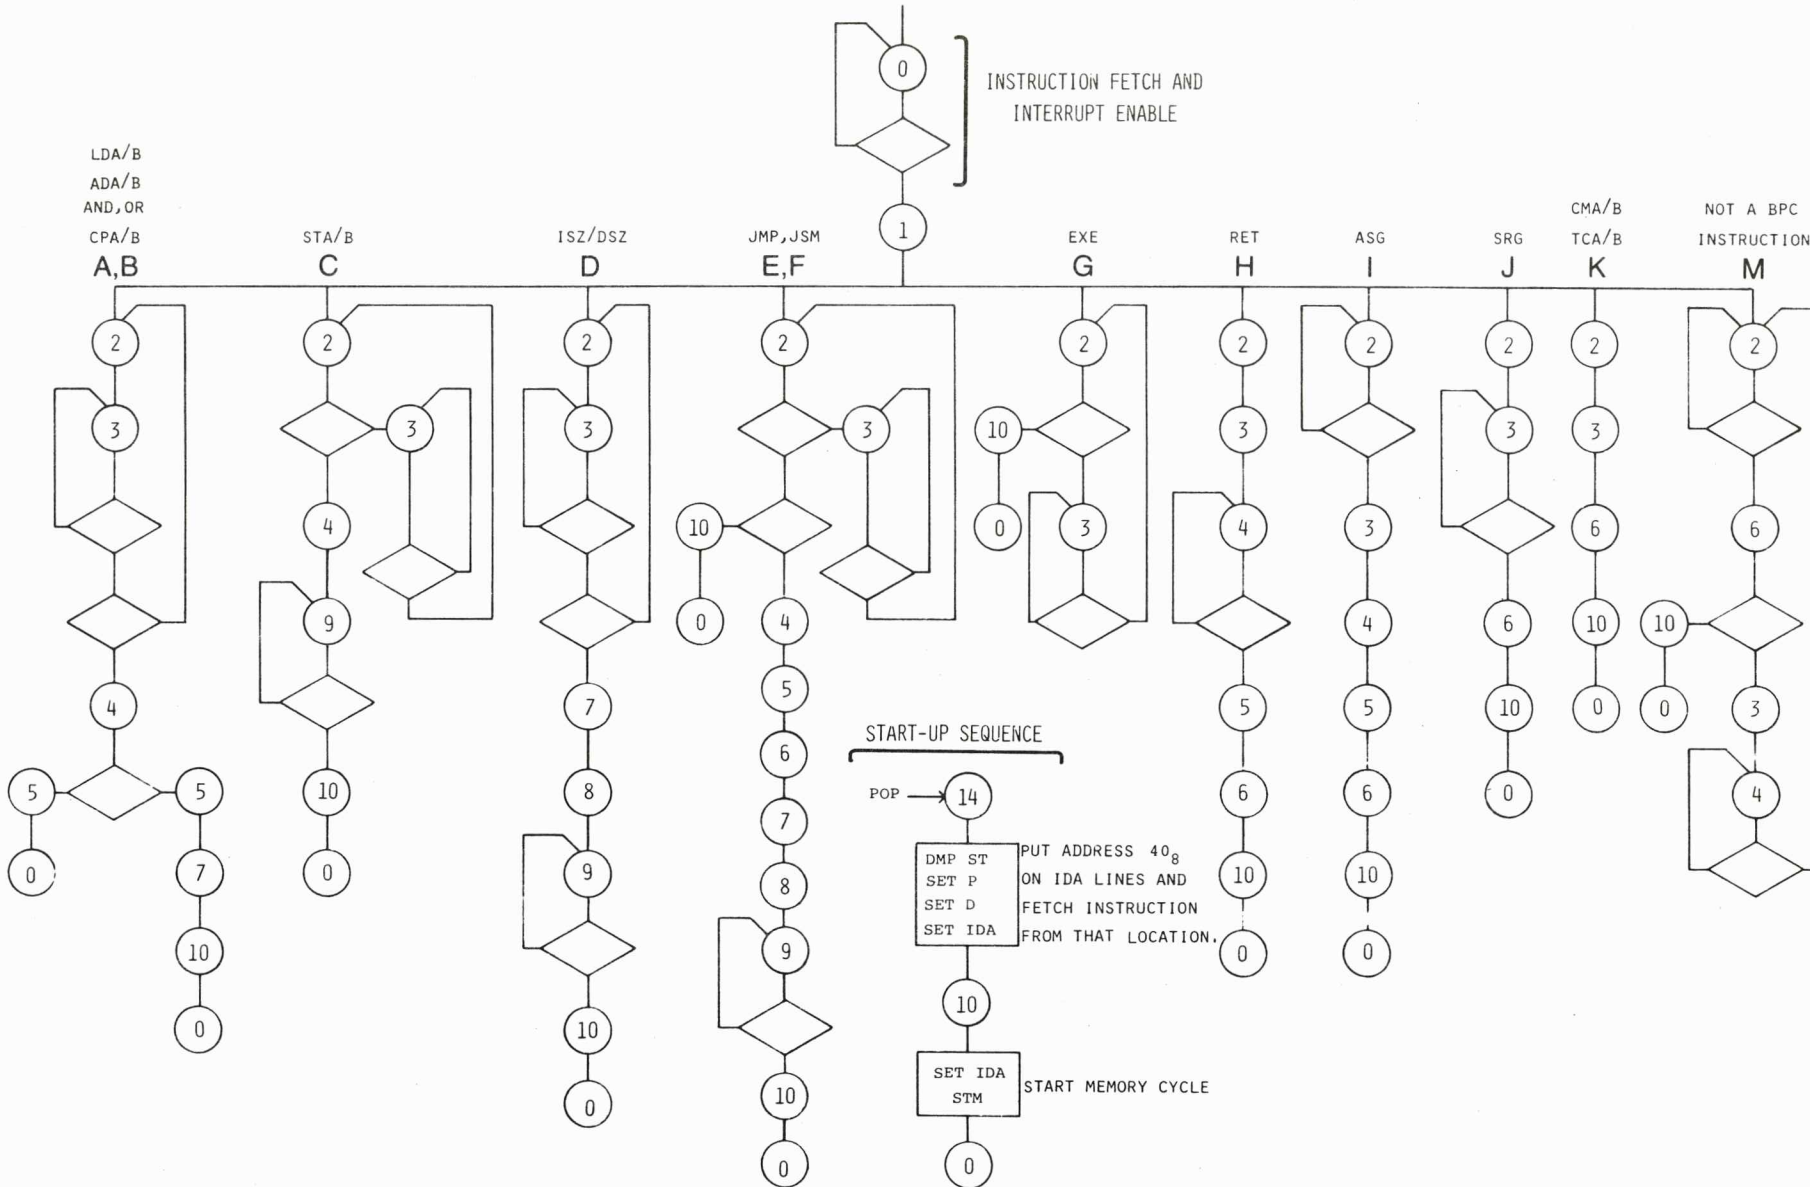 0
INSTRUCTION FETCH AND
INTERRUPT ENABLE
1
LDA/B
ADA/B
AND,OR
CPA/B
A,B
2
3
4
5
0
5
7
10
0
STA/B
C
2
3
4
9
10
0
ISZ/DSZ
D
2
3
7
8
9
10
0
JMP,JSM
E,F
2
3
10
0
4
5
6
7
8
9
10
0
EXE
G
2
10
0
3
RET
H
2
3
4
5
6
10
0
ASG
I
2
3
4
5
6
10
0
SRG
J
2
3
6
10
0
CMA/B
TCA/B
K
2
3
6
10
0
NOT A BPC
INSTRUCTION
M
2
6
10
0
3
4
START-UP SEQUENCE
POP
14
DMP ST
SET P
SET D
SET IDA
PUT ADDRESS 40₈
ON IDA LINES AND
FETCH INSTRUCTION
FROM THAT LOCATION.
10
SET IDA
STM
START MEMORY CYCLE
0